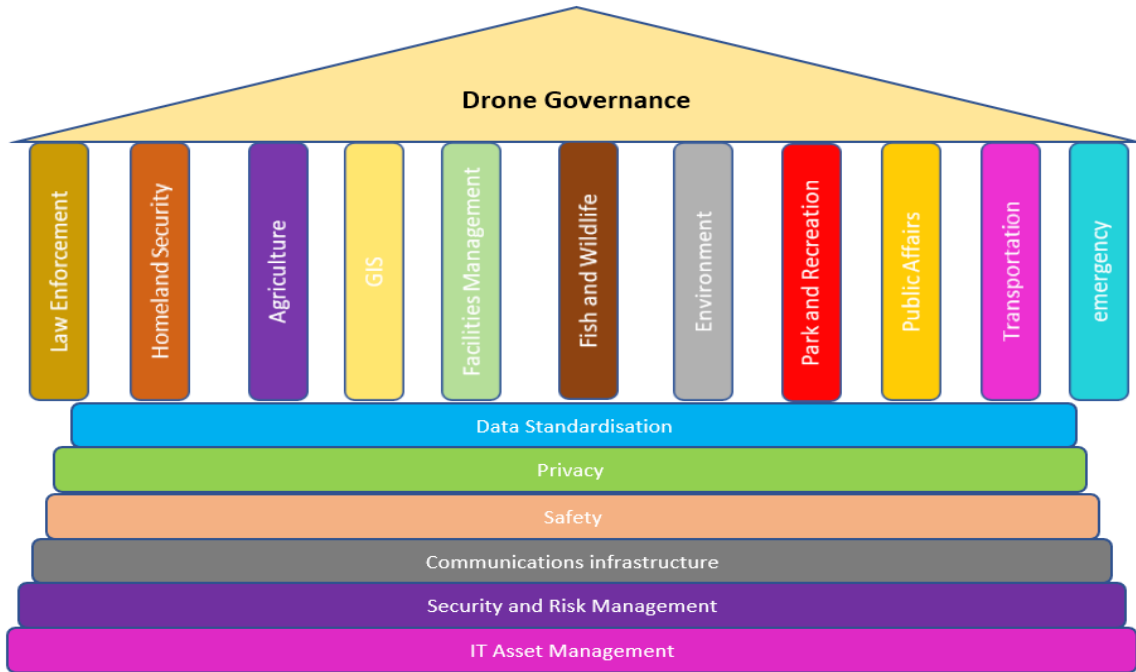 Drone Governance
Law Enforcement
Homeland Security
Agriculture
GIS
Facilities Management
Fish and Wildlife
Environment
Park and Recreation
Public Affairs
Transportation
emergency
Data Standardisation
Privacy
Safety
Communications infrastructure
Security and Risk Management
IT Asset Management